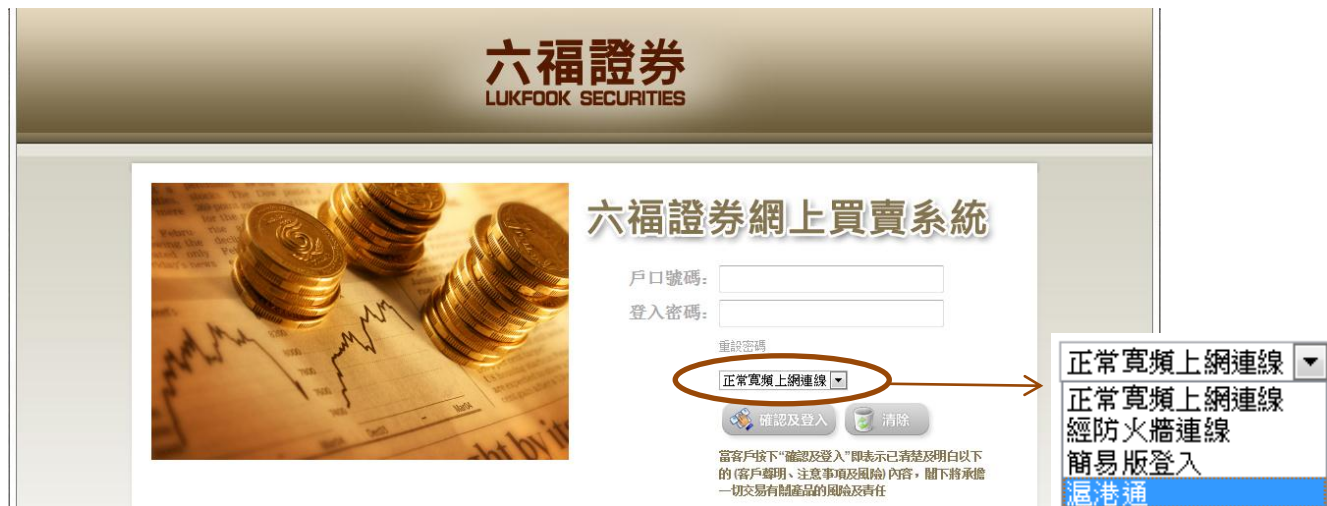 六福證券
LUKFOOK SECURITIES
六福證券網上買賣系統
戶口號碼:
登入密碼:
重設密碼
正常寬頻上網連線
確認及登入
清除
當客戶按下“確認及登入”即表示已清楚及明白以下
的(客戶聲明、注意事項及風險)內容，閣下將承擔
一切交易有關產品的風險及責任
正常寬頻上網連線
正常寬頻上網連線
經防火牆連線
簡易版登入
滬港通